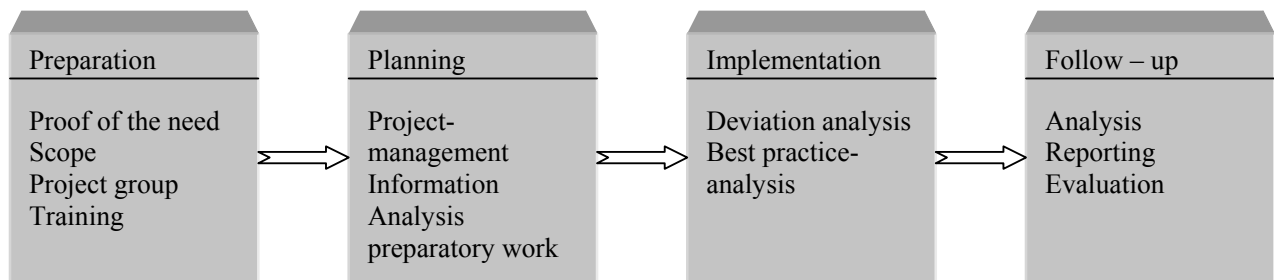 Preparation
Proof of the need
Scope
Project group
Training
Planning
Project-
management
Information
Analysis
preparatory work
Implementation
Deviation analysis
Best practice-
analysis
Follow – up
Analysis
Reporting
Evaluation